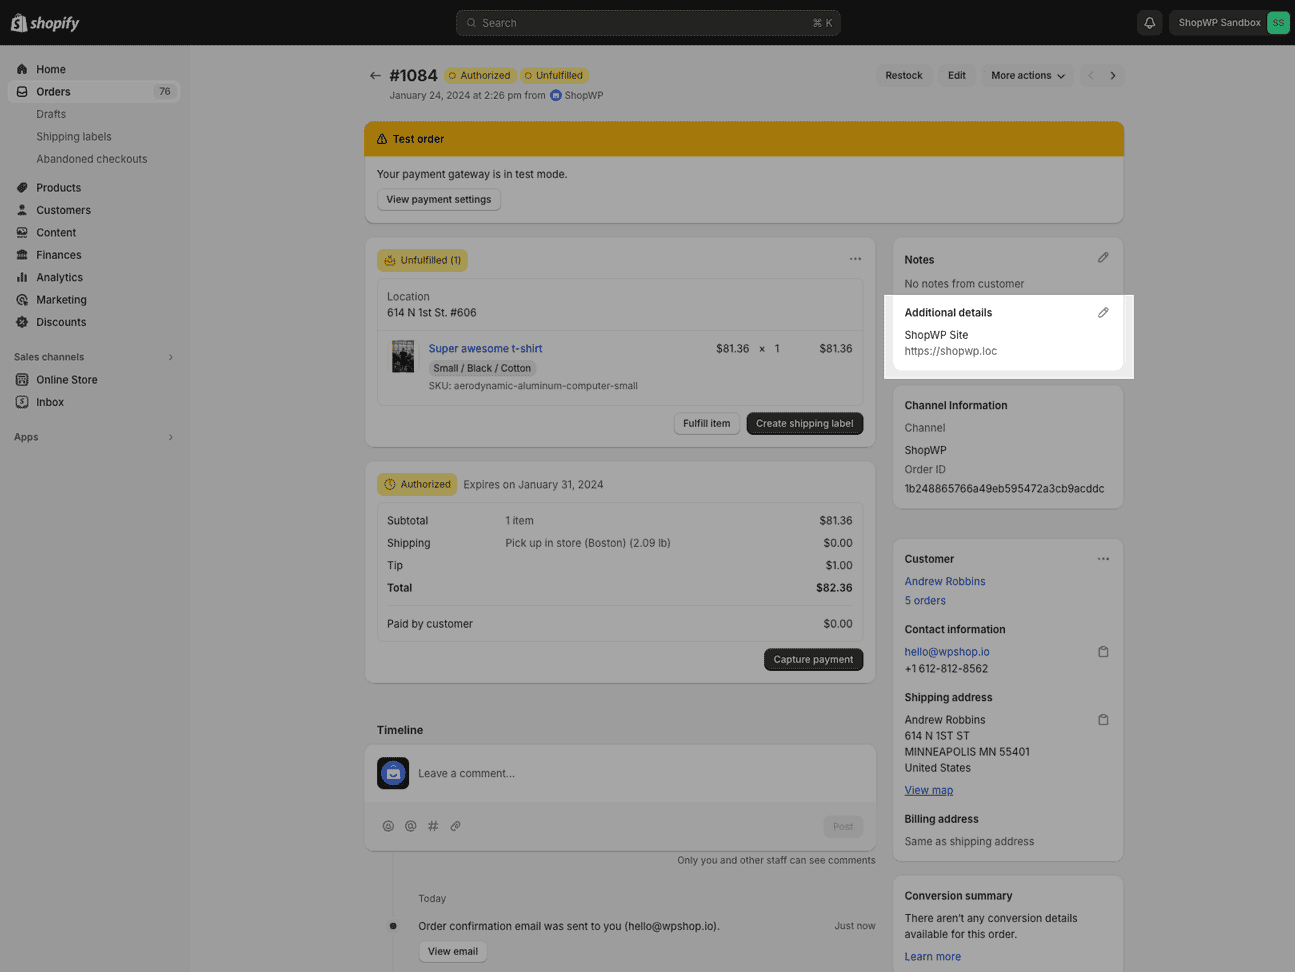 shopify
Search
⌘ K
ShopWP Sandbox
SS
Home
Orders
76
Drafts
Shipping labels
Abandoned checkouts
Products
Customers
Content
Finances
Analytics
Marketing
Discounts
Sales channels
Online Store
Inbox
Apps
#1084
Authorized
Unfulfilled
Restock
Edit
More actions
January 24, 2024 at 2:26 pm from ShopWP
Test order
Your payment gateway is in test mode.
View payment settings
Unfulfilled (1)
Location
614 N 1st St. #606
Super awesome t-shirt
$81.36 × 1
$81.36
Small / Black / Cotton
SKU: aerodynamic-aluminum-computer-small
Fulfill item
Create shipping label
Authorized
Expires on January 31, 2024
Subtotal 1 item $81.36
Shipping Pick up in store (Boston) (2.09 lb) $0.00
Tip $1.00
Total $82.36
Paid by customer $0.00
Capture payment
Timeline
Leave a comment...
Post
Only you and other staff can see comments
Today
Order confirmation email was sent to you (hello@wpshop.io).
Just now
View email
Notes
No notes from customer
Additional details
ShopWP Site
https://shopwp.loc
Channel Information
Channel
ShopWP
Order ID
1b248865766a49eb595472a3cb9acddc
Customer
Andrew Robbins
5 orders
Contact information
hello@wpshop.io
+1 612-812-8562
Shipping address
Andrew Robbins
614 N 1ST ST
MINNEAPOLIS MN 55401
United States
View map
Billing address
Same as shipping address
Conversion summary
There aren't any conversion details
available for this order.
Learn more